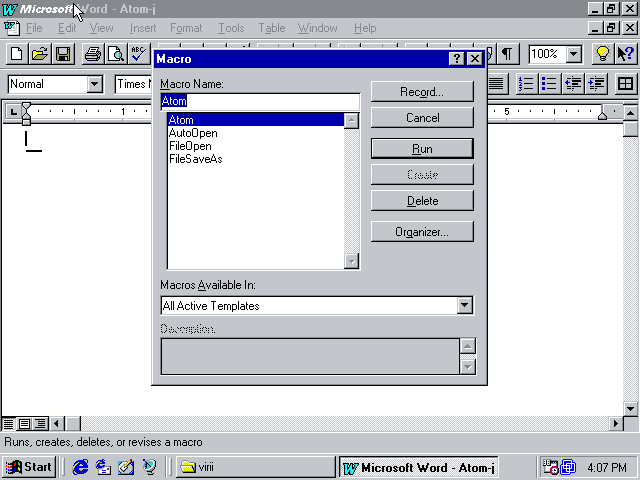 Microsoft Word - Atom-j
File Edit View Insert Format Tools Table Window Help
100%
Normal
Times N
Macro
Macro Name:
Atom
Atom
AutoOpen
FileOpen
FileSaveAs
Record...
Cancel
Run
Create
Delete
Organizer...
Macros Available In:
All Active Templates
Description:
1
5
Runs, creates, deletes, or revises a macro
Start
virii
Microsoft Word - Atom-j
4:07 PM